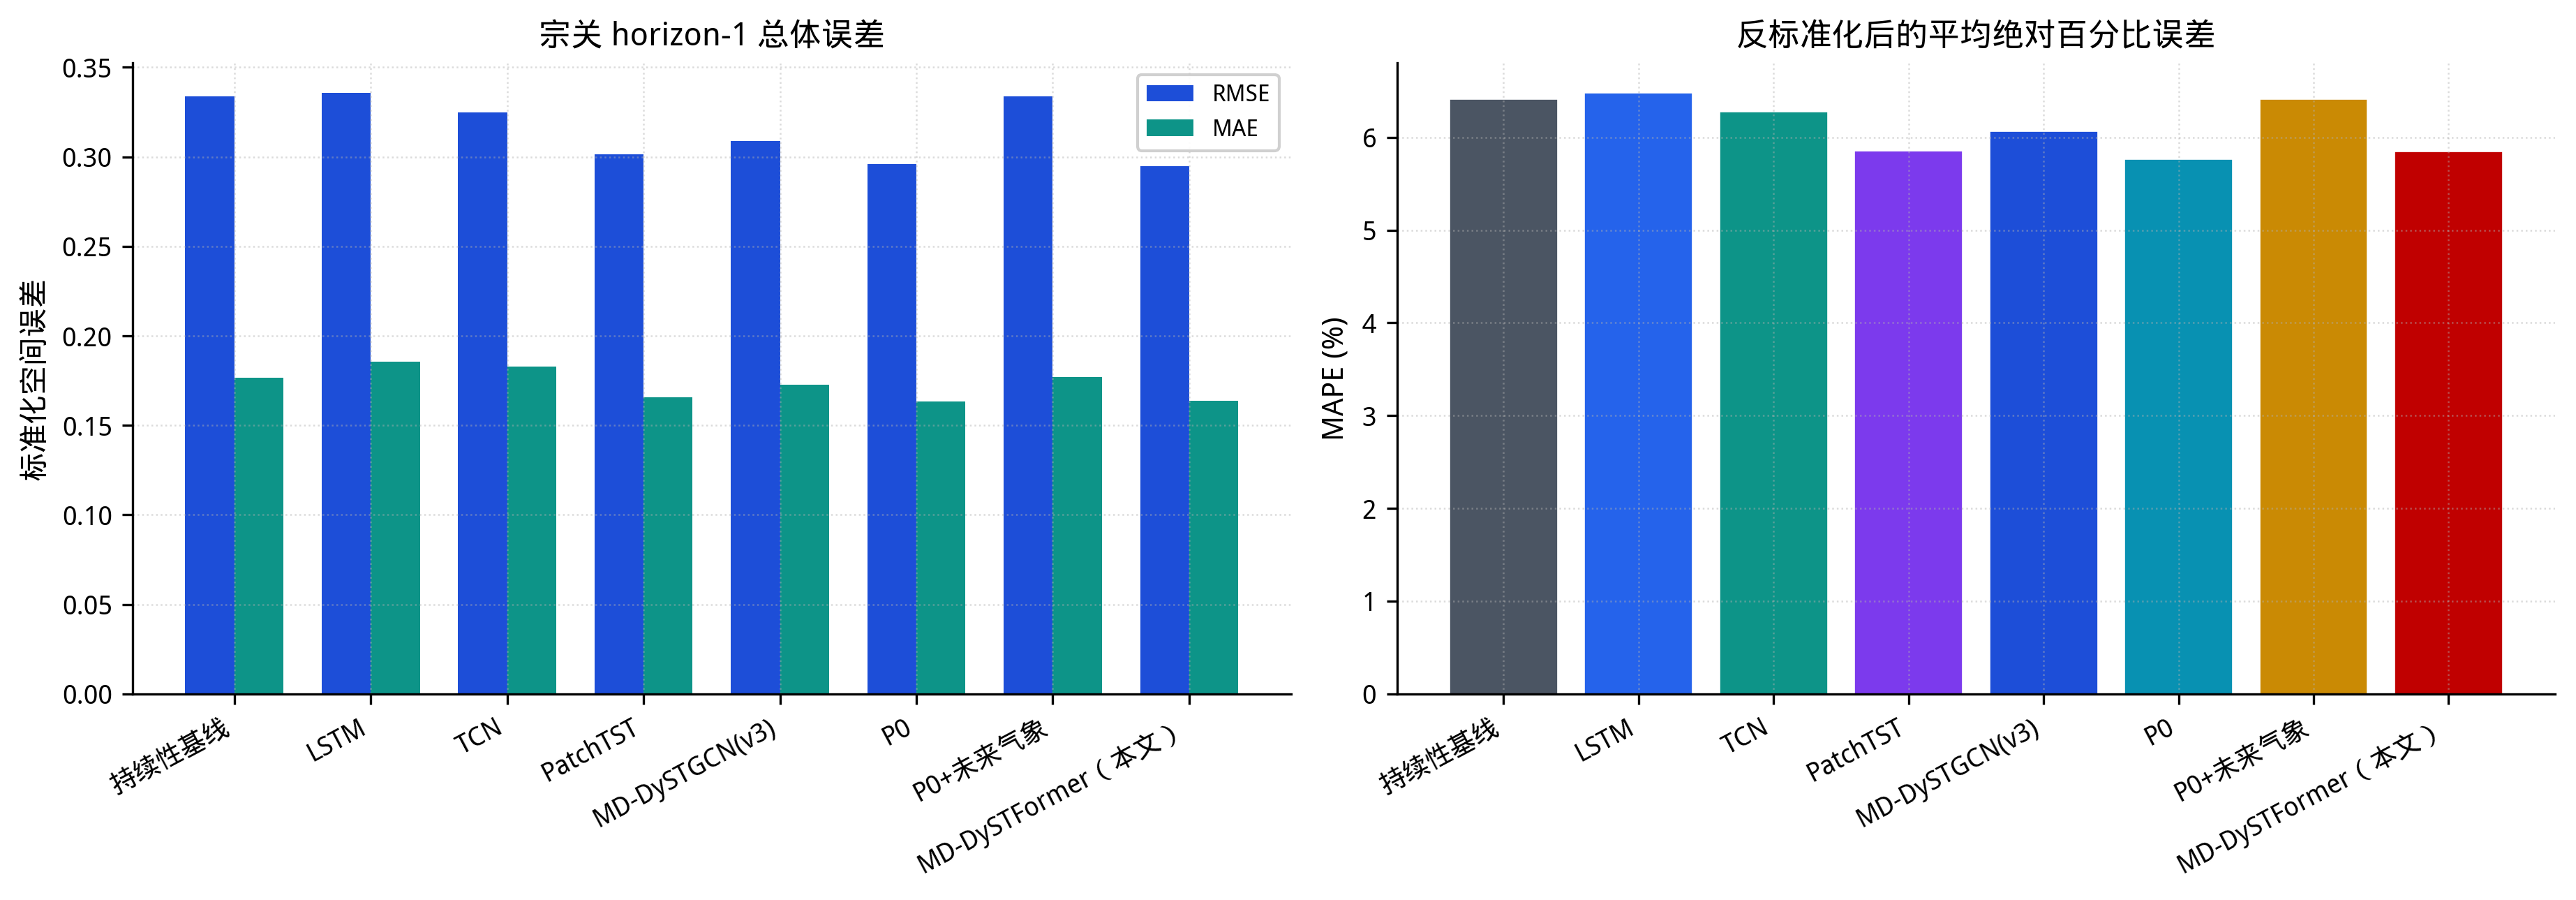 宗关 horizon-1 总体误差
标准化空间误差
0.35
0.30
0.25
0.20
0.15
0.10
0.05
0.00
RMSE
MAE
持续性基线
LSTM
TCN
PatchTST
MD-DySTGCN(v3)
P0
P0+未来气象
MD-DySTFormer（本文）
反标准化后的平均绝对百分比误差
MAPE (%)
6
5
4
3
2
1
0
持续性基线
LSTM
TCN
PatchTST
MD-DySTGCN(v3)
P0
P0+未来气象
MD-DySTFormer（本文）